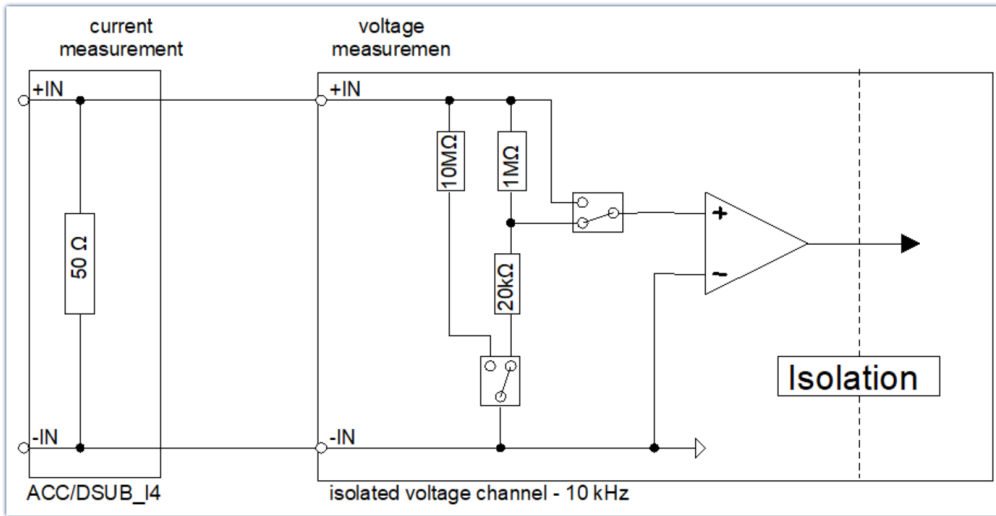 current
measurement
voltage
measuremen
+IN
+IN
10MΩ
1MΩ
+
50 Ω
20kΩ
-
Isolation
-IN
-IN
ACC/DSUB_I4
isolated voltage channel - 10 kHz